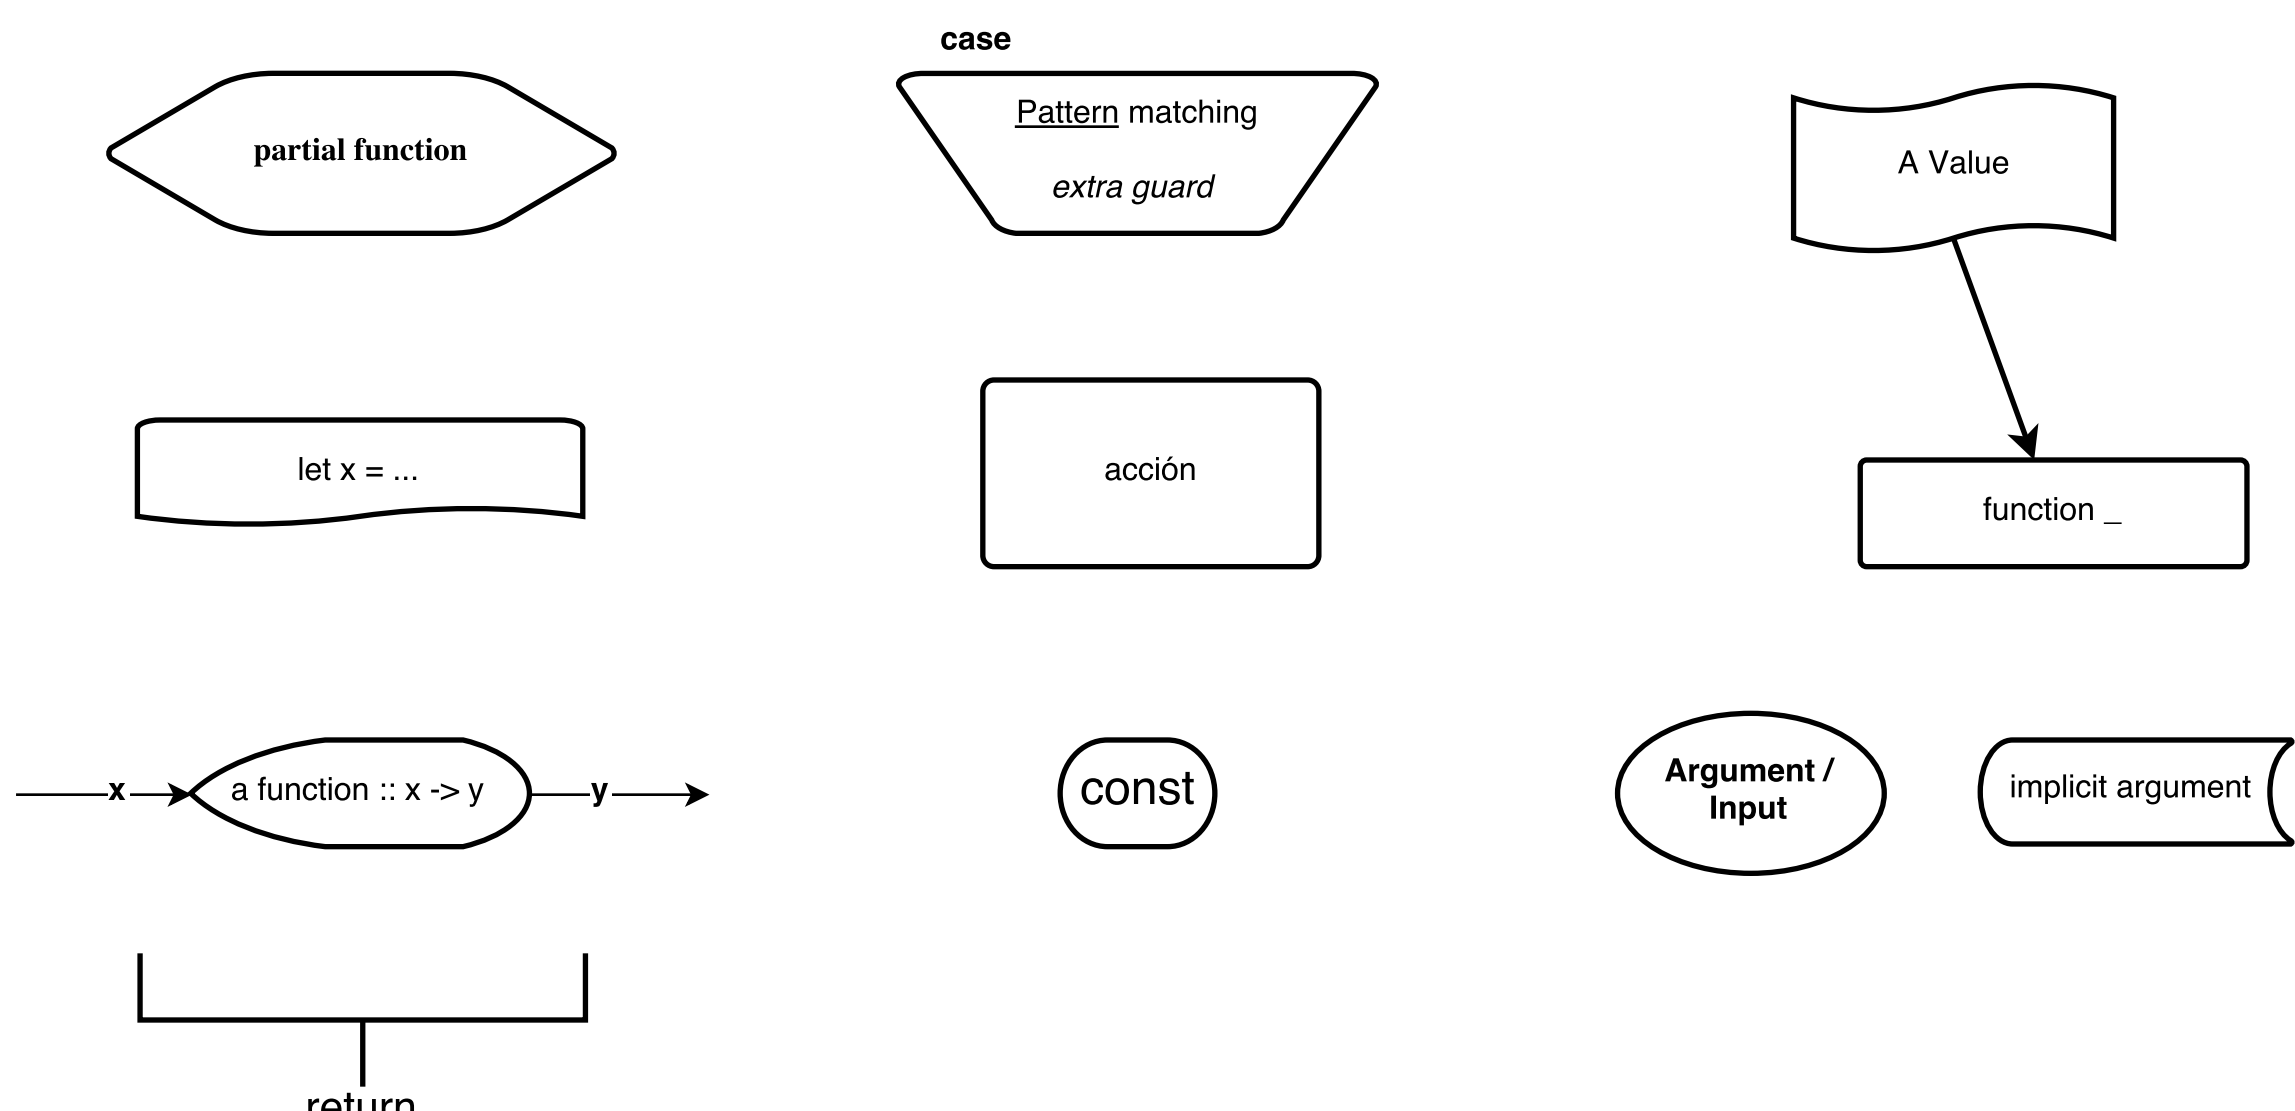 case
partial function
Pattern matching
extra guard
A Value
let x = ...
acción
function _
x
a function :: x -> y
y
const
Argument /
Input
implicit argument
return